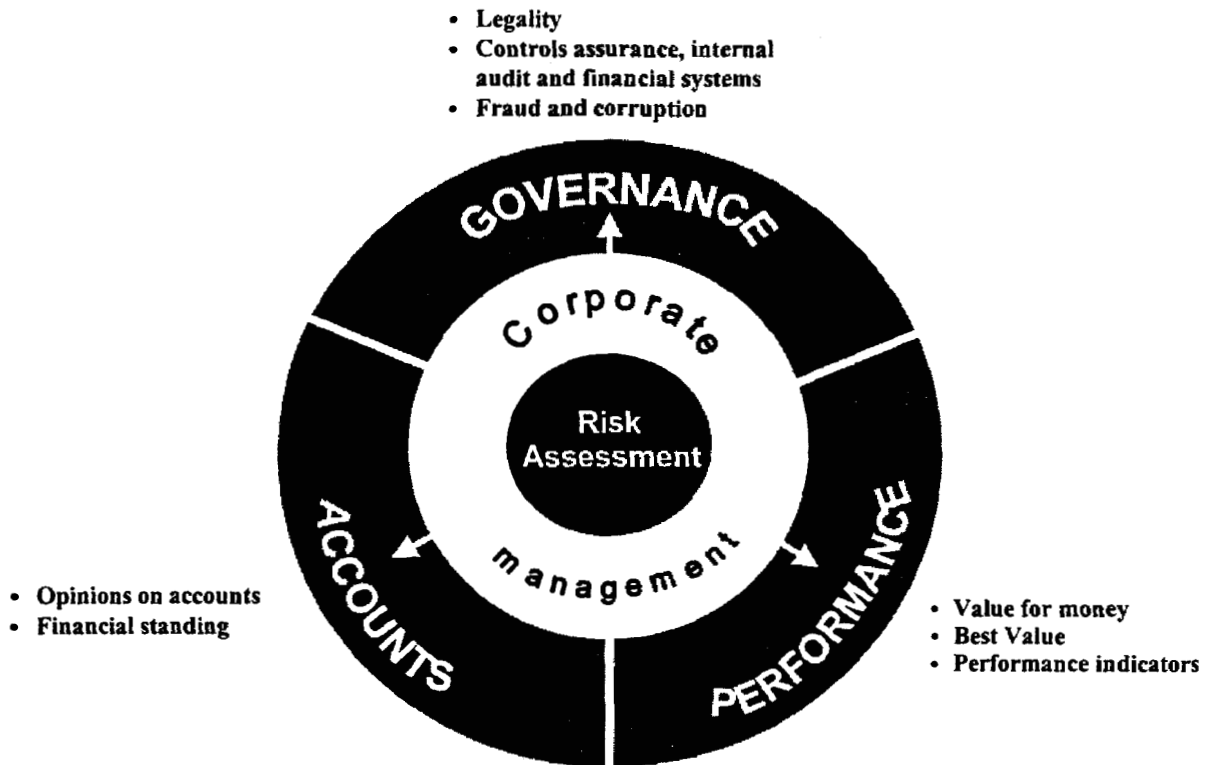 • Legality
• Controls assurance, internal
audit and financial systems
• Fraud and corruption
GOVERNANCE
Corporate
Risk
Assessment
management
ACCOUNTS
PERFORMANCE
• Opinions on accounts
• Financial standing
• Value for money
• Best Value
• Performance indicators